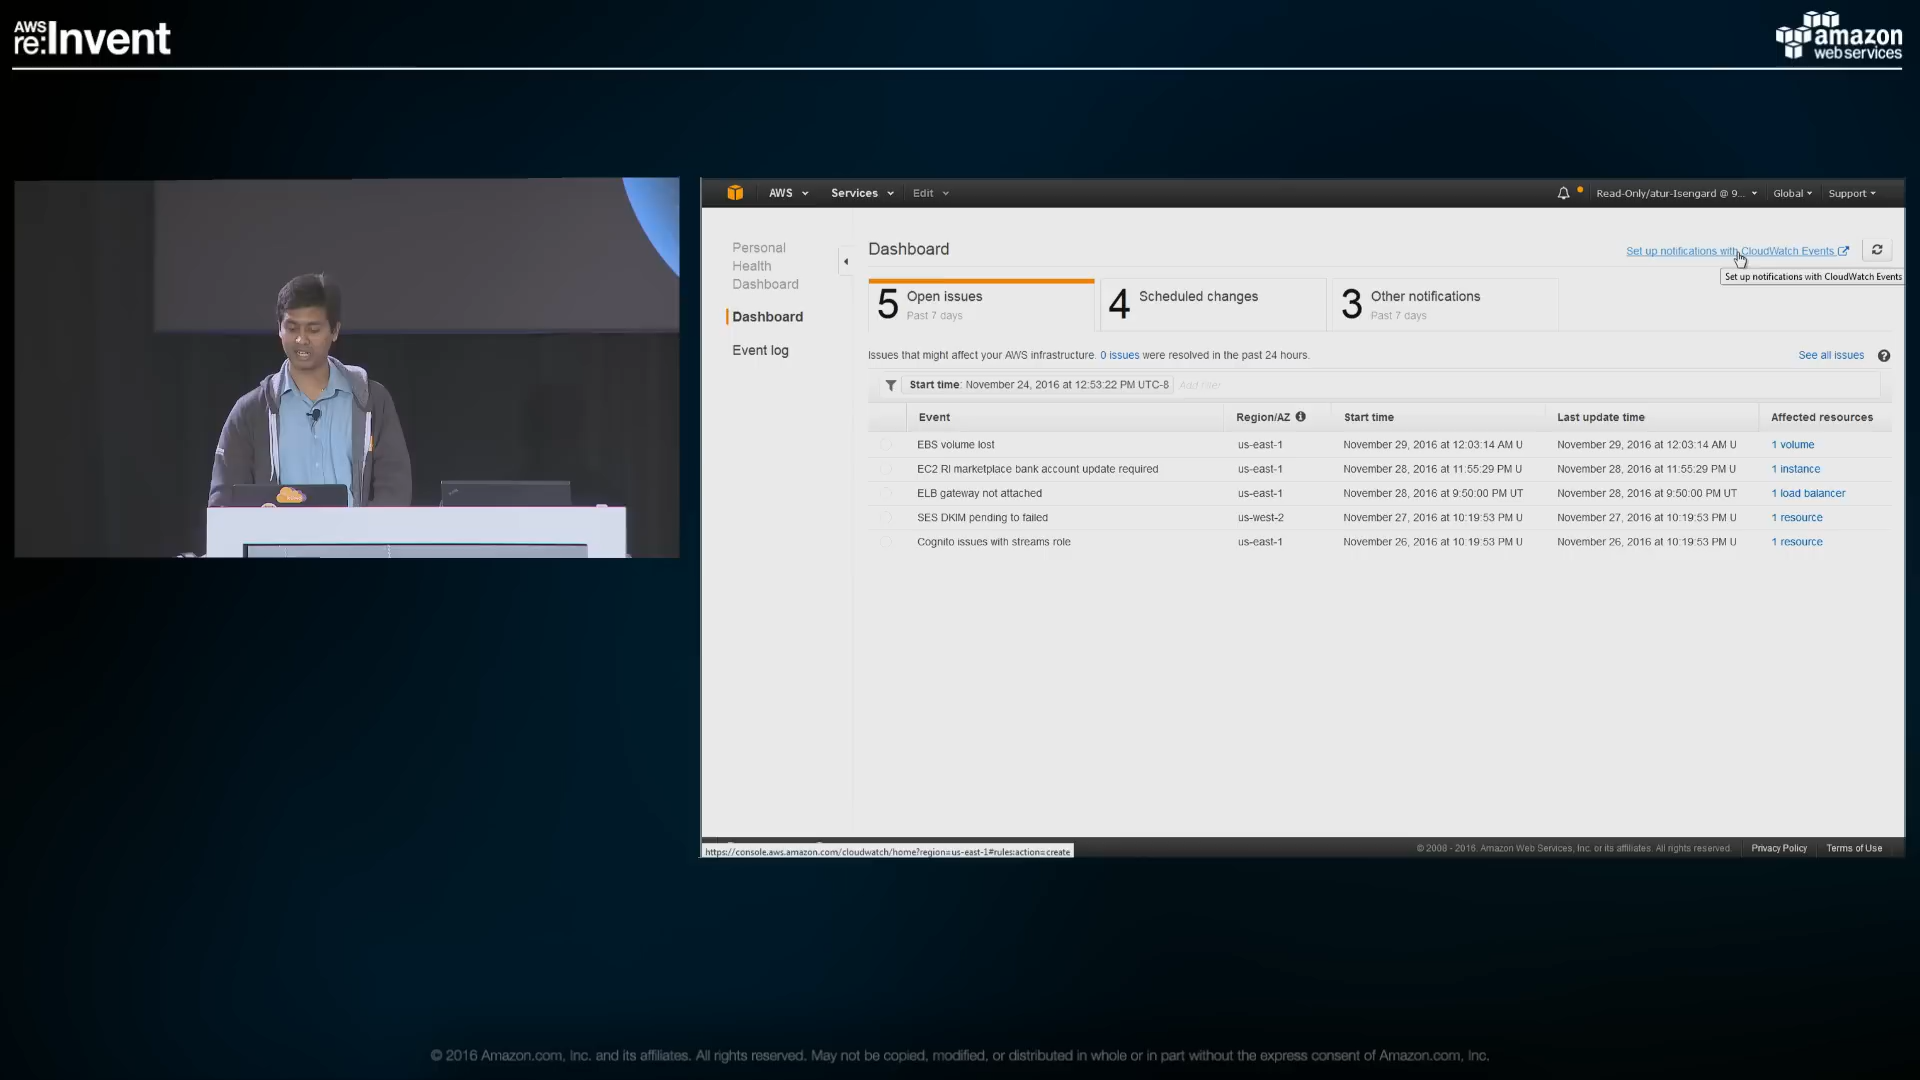 AWS
re:Invent
amazon
web services
AWS Services Edit Read-Only/atur-Isengard @ 9... Global Support
Personal
Health
Dashboard
Dashboard
Event log
Dashboard
Set up notifications with CloudWatch Events
Set up notifications with CloudWatch Events
5 Open issues
Past 7 days
4 Scheduled changes
3 Other notifications
Past 7 days
Issues that might affect your AWS infrastructure. 0 issues were resolved in the past 24 hours.
See all issues
Start time: November 24, 2016 at 12:53:22 PM UTC-8 Add filter
Event Region/AZ Start time Last update time Affected resources
EBS volume lost us-east-1 November 29, 2016 at 12:03:14 AM U November 29, 2016 at 12:03:14 AM U 1 volume
EC2 RI marketplace bank account update required us-east-1 November 28, 2016 at 11:55:29 PM U November 28, 2016 at 11:55:29 PM U 1 instance
ELB gateway not attached us-east-1 November 28, 2016 at 9:50:00 PM UT November 28, 2016 at 9:50:00 PM UT 1 load balancer
SES DKIM pending to failed us-west-2 November 27, 2016 at 10:19:53 PM U November 27, 2016 at 10:19:53 PM U 1 resource
Cognito issues with streams role us-east-1 November 26, 2016 at 10:19:53 PM U November 26, 2016 at 10:19:53 PM U 1 resource
https://console.aws.amazon.com/cloudwatch/home?region=us-east-1#rules:action=create
© 2008 - 2016, Amazon Web Services, Inc. or its affiliates. All rights reserved. Privacy Policy Terms of Use
© 2016 Amazon.com, Inc. and its affiliates. All rights reserved. May not be copied, modified, or distributed in whole or in part without the express consent of Amazon.com, Inc.